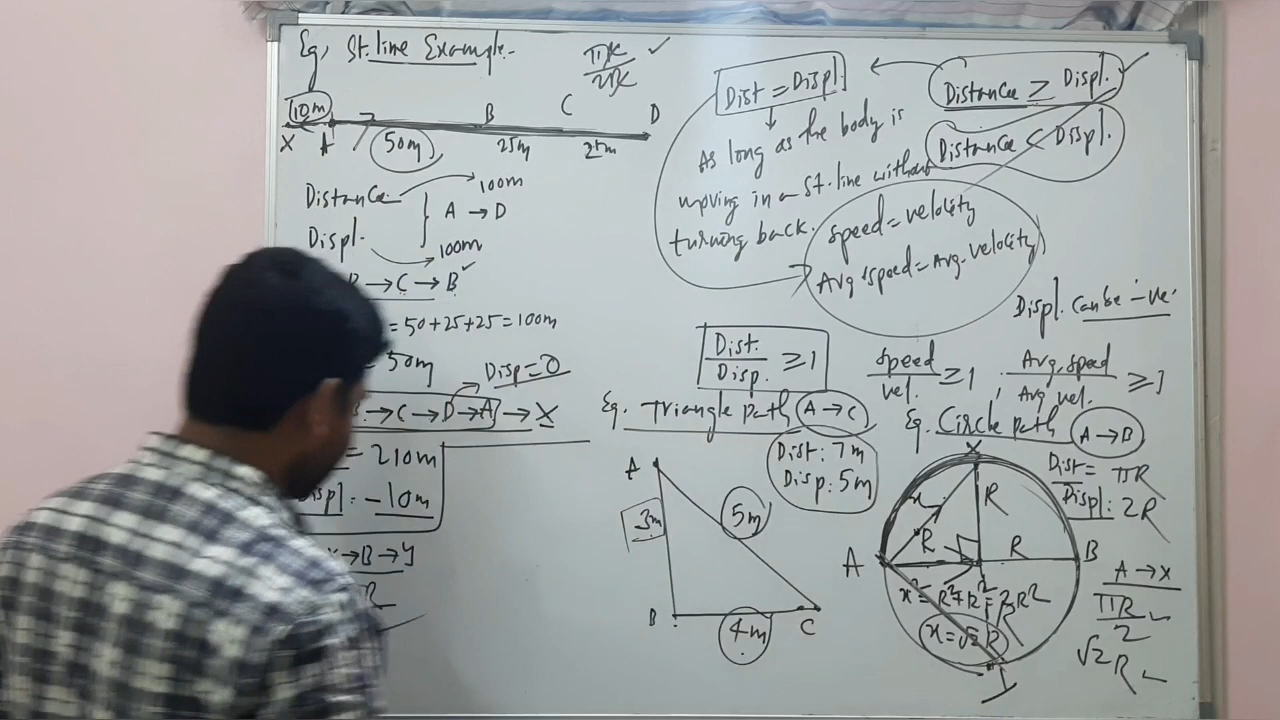 Eg, St. line Example.
πR ✓
2R
10m
X A B C D
50m 25m 25m
Distance → 100m
A → D
Displ. → 100m
B → C → B ✓
= 50+25+25 = 100m
= 50m
Disp = 0
B → C → D → A → X
= 210m
Displ: -10m
→ B → Y
R
Dist = Displ.
As long as the body is
moving in a St. line without
turning back.
Distance ≥ Displ.
Distance < Displ.
Speed = velocity
Avg. speed = Avg. velocity
Displ. can be -ve.
Dist.
Disp. ≥ 1
Speed
vel. ≥ 1,
Avg. speed
Avg vel. ≥ 1
Eg. Triangle path A → C
Dist: 7m
Disp: 5m
A
3m
5m
B
4m
C
Eg. Circle path A → B
Dist = πR
Displ: 2R
X
x
R
A
R
R
B
x² = R² + R² = 2R²
x = √2 R
A → X
πR
2
√2 R